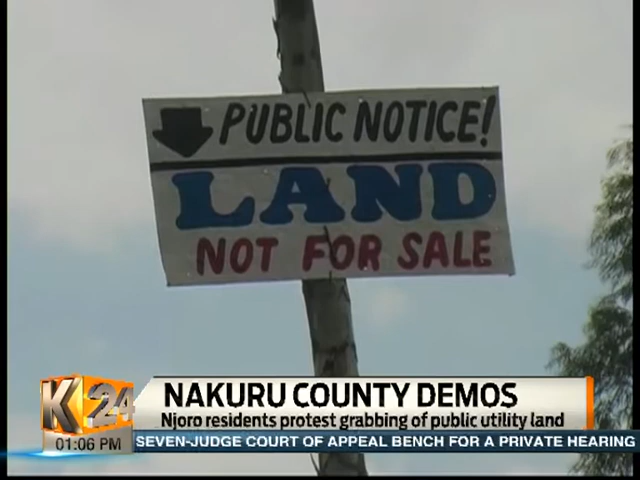 PUBLIC NOTICE!
LAND
NOT FOR SALE
NAKURU COUNTY DEMOS
Njoro residents protest grabbing of public utility land
K24
01:06 PM
SEVEN-JUDGE COURT OF APPEAL BENCH FOR A PRIVATE HEARING